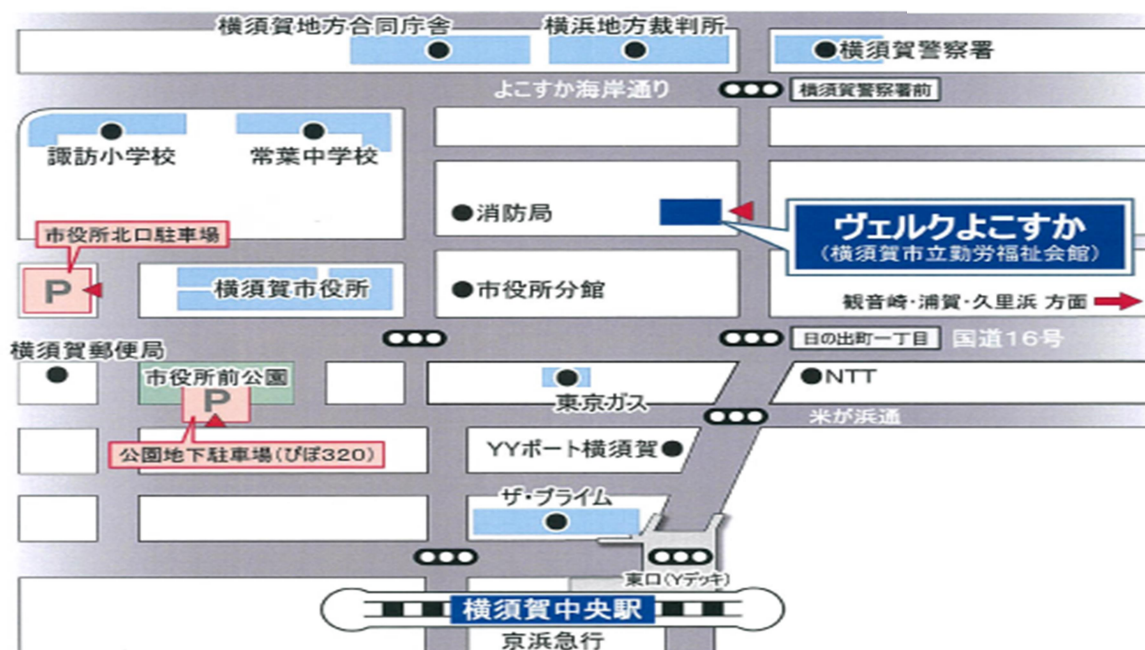 横須賀地方合同庁舎
横浜地方裁判所
横須賀警察署
よこすか海岸通り
横須賀警察署前
諏訪小学校
常葉中学校
消防局
ヴェルクよこすか
(横須賀市立勤労福祉会館)
市役所北口駐車場
P
横須賀市役所
市役所分館
観音崎・浦賀・久里浜 方面
日の出町一丁目
国道16号
横須賀郵便局
市役所前公園
P
東京ガス
NTT
米が浜通
公園地下駐車場(ぴぽ320)
YYポート横須賀
ザ・プライム
東口(Yデッキ)
横須賀中央駅
京浜急行